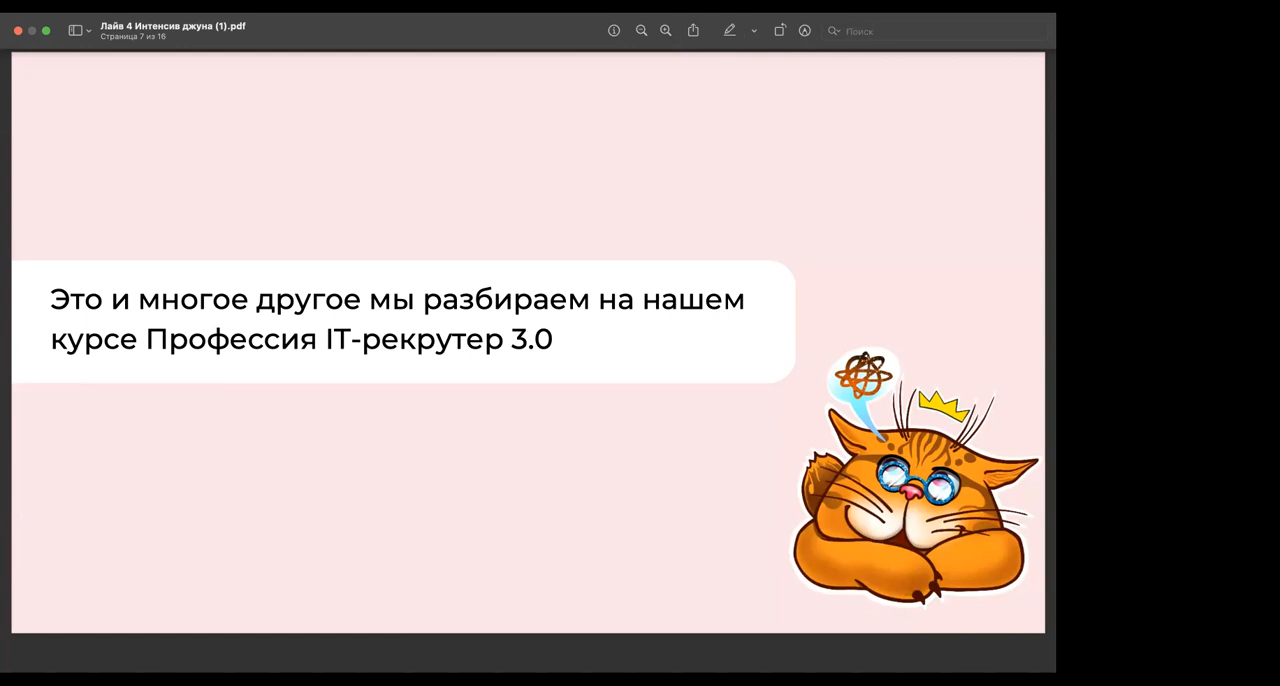 Лайв 4 Интенсив джуна (1).pdf
Страница 7 из 16
Поиск
Это и многое другое мы разбираем на нашем
курсе Профессия IT-рекрутер 3.0